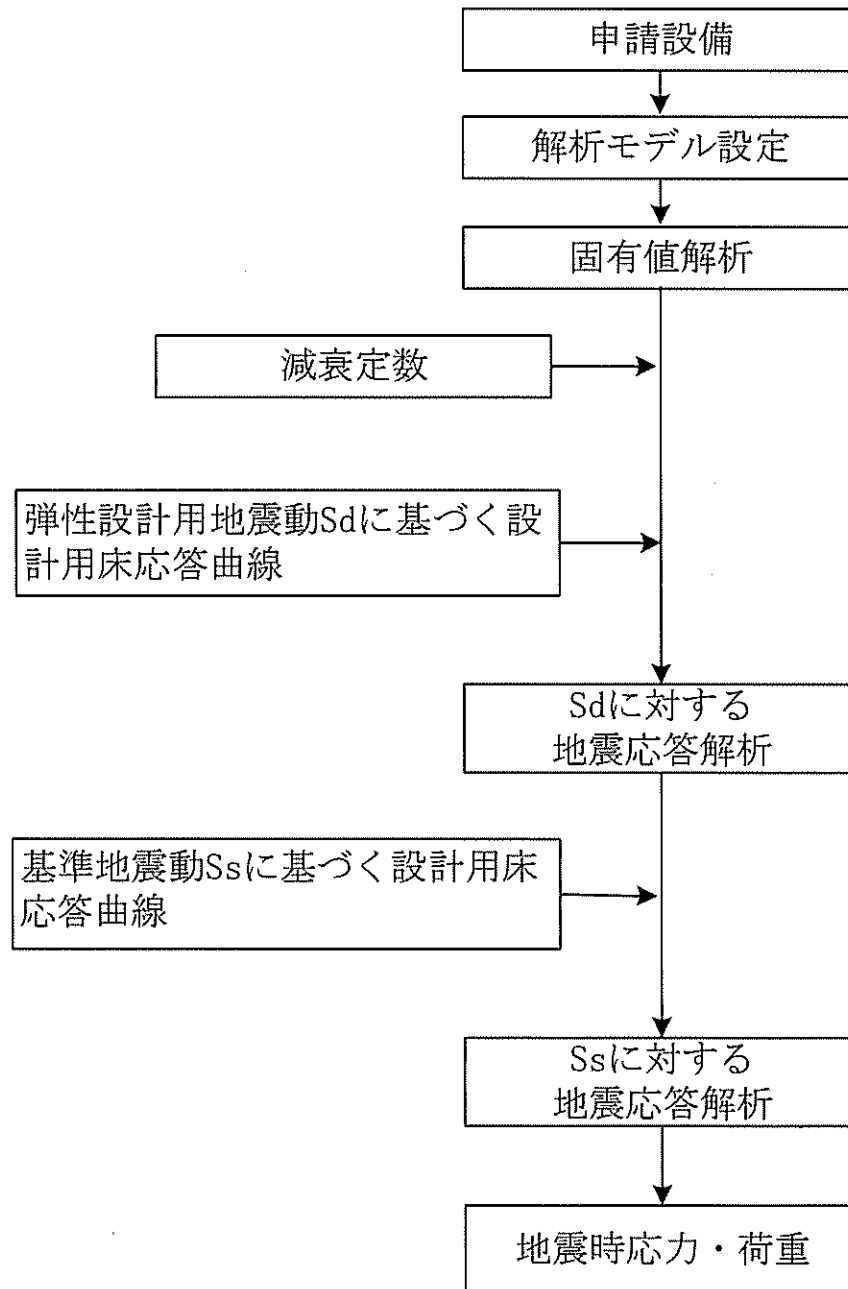 申請設備
解析モデル設定
固有値解析
減衰定数
弾性設計用地震動Sdに基づく設
計用床応答曲線
Sdに対する
地震応答解析
基準地震動Ssに基づく設計用床
応答曲線
Ssに対する
地震応答解析
地震時応力・荷重